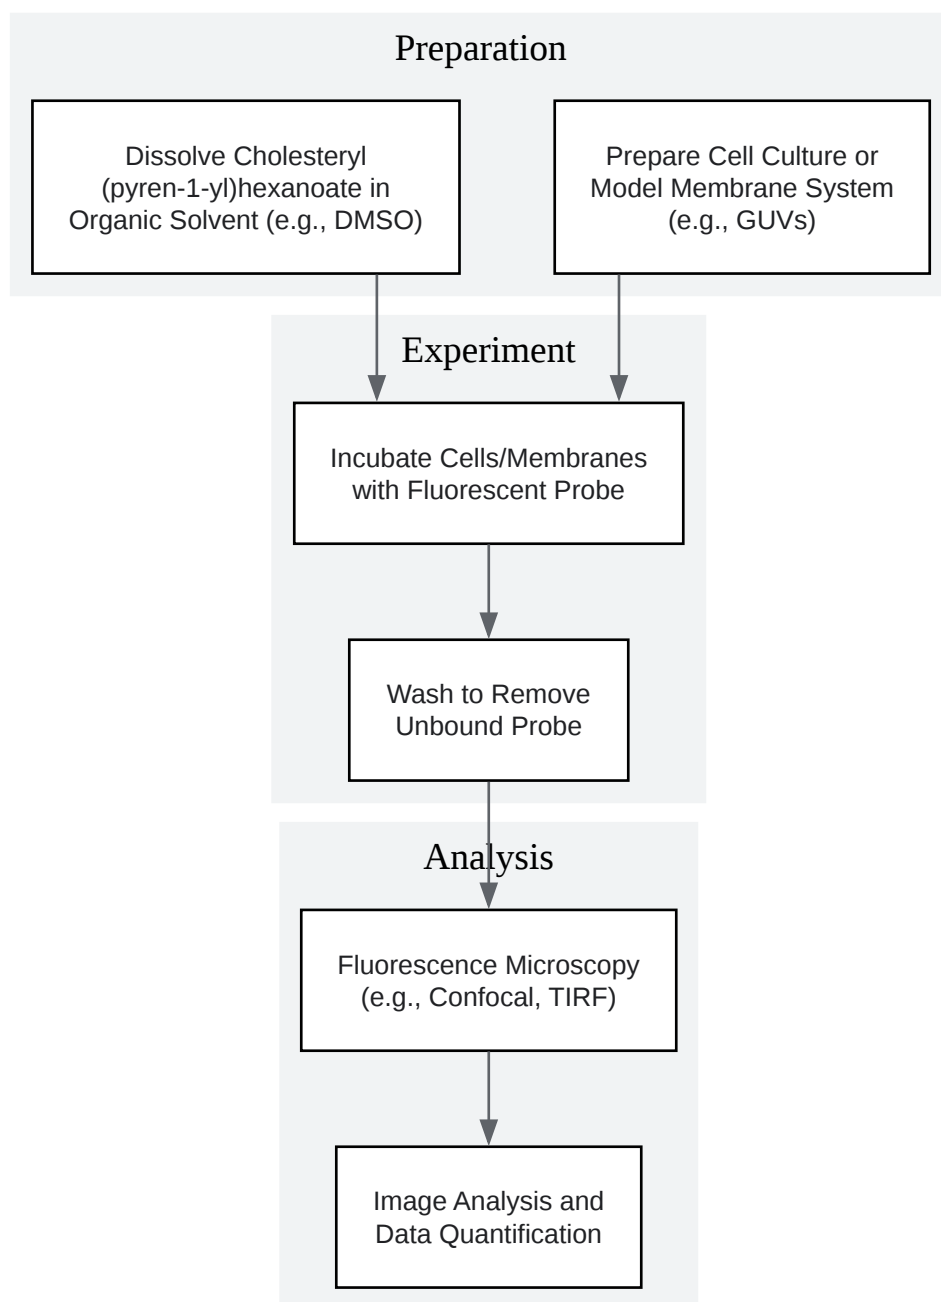 Preparation
Dissolve Cholesteryl
(pyren-1-yl)hexanoate in
Organic Solvent (e.g., DMSO)
Prepare Cell Culture or
Model Membrane System
(e.g., GUVs)
Experiment
Incubate Cells/Membranes
with Fluorescent Probe
Wash to Remove
Unbound Probe
Analysis
Fluorescence Microscopy
(e.g., Confocal, TIRF)
Image Analysis and
Data Quantification